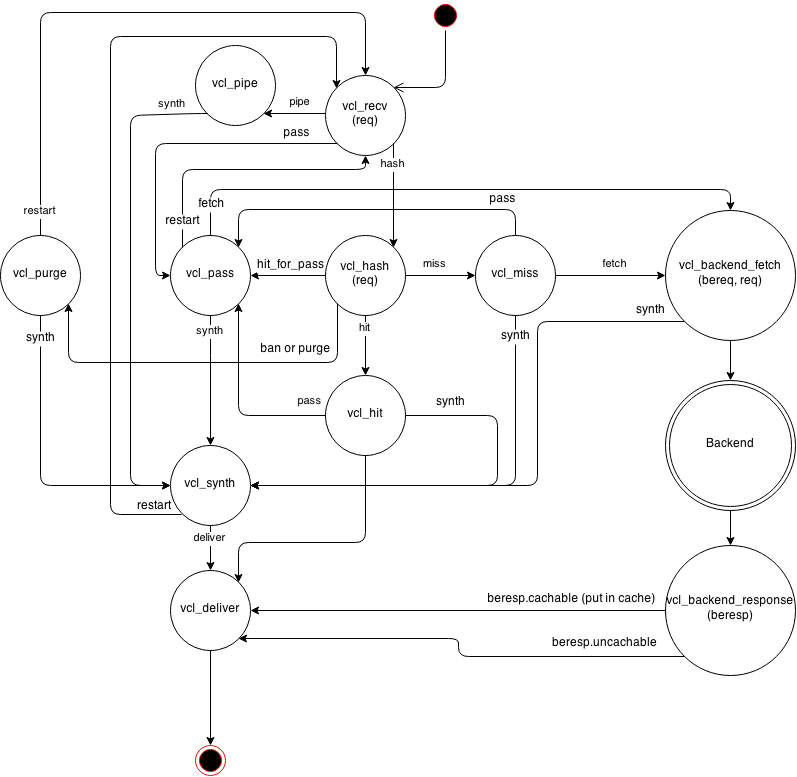 vcl_pipe
synth
pipe
vcl_recv
(req)
pass
hash
restart
fetch
restart
pass
vcl_purge
vcl_pass
hit_for_pass
vcl_hash
(req)
miss
vcl_miss
fetch
vcl_backend_fetch
(bereq, req)
synth
synth
synth
hit
synth
ban or purge
pass
synth
vcl_hit
Backend
vcl_synth
restart
deliver
vcl_deliver
beresp.cachable (put in cache)
vcl_backend_response
(beresp)
beresp.uncachable